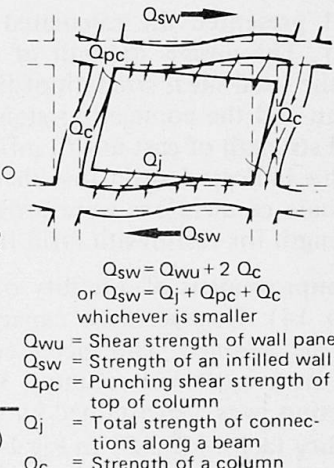 Qsw
Qpc
Qc
Qc
Qj
Qsw
Qsw = Qwu + 2 Qc
or Qsw = Qj + Qpc + Qc
whichever is smaller
Qwu = Shear strength of wall pane
Qsw = Strength of an infilled wall
Qpc = Punching shear strength of
top of column
Qj = Total strength of connec-
tions along a beam
Qc = Strength of a column